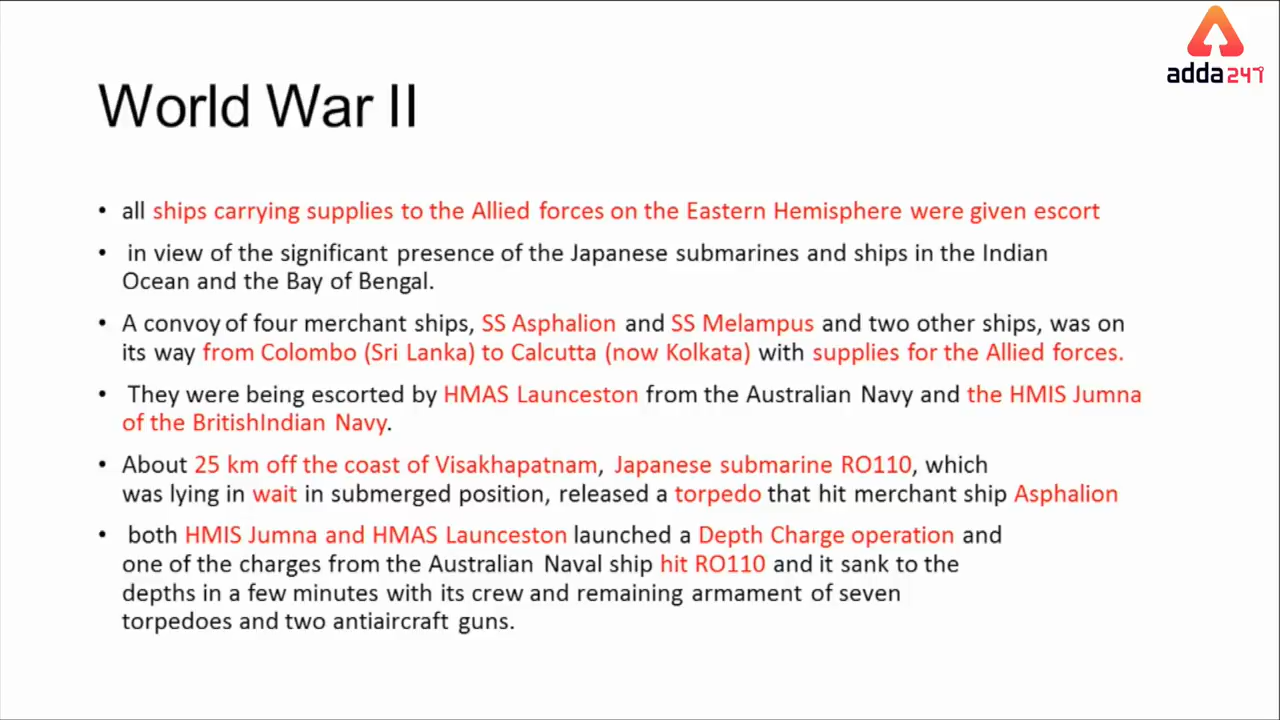 adda247
World War II
• all ships carrying supplies to the Allied forces on the Eastern Hemisphere were given escort
• in view of the significant presence of the Japanese submarines and ships in the Indian
Ocean and the Bay of Bengal.
• A convoy of four merchant ships, SS Asphalion and SS Melampus and two other ships, was on
its way from Colombo (Sri Lanka) to Calcutta (now Kolkata) with supplies for the Allied forces.
• They were being escorted by HMAS Launceston from the Australian Navy and the HMIS Jumna
of the BritishIndian Navy.
• About 25 km off the coast of Visakhapatnam, Japanese submarine RO110, which
was lying in wait in submerged position, released a torpedo that hit merchant ship Asphalion
• both HMIS Jumna and HMAS Launceston launched a Depth Charge operation and
one of the charges from the Australian Naval ship hit RO110 and it sank to the
depths in a few minutes with its crew and remaining armament of seven
torpedoes and two antiaircraft guns.